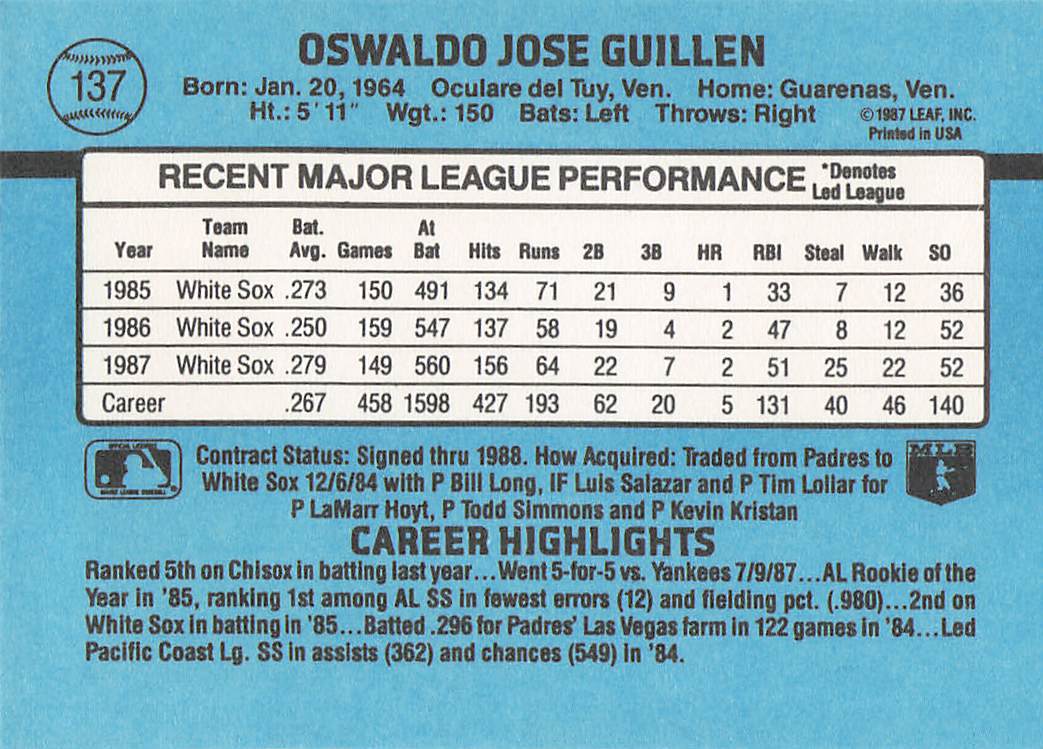 137
OSWALDO JOSE GUILLEN
Born: Jan. 20, 1964 Oculare del Tuy, Ven. Home: Guarenas, Ven.
Ht.: 5' 11" Wgt.: 150 Bats: Left Throws: Right
© 1987 LEAF, INC.
Printed in USA
RECENT MAJOR LEAGUE PERFORMANCE *Denotes
Led League
Year Team Name Bat. Avg. Games At Bat Hits Runs 2B 3B HR RBI Steal Walk SO
1985 White Sox .273 150 491 134 71 21 9 1 33 7 12 36
1986 White Sox .250 159 547 137 58 19 4 2 47 8 12 52
1987 White Sox .279 149 560 156 64 22 7 2 51 25 22 52
Career .267 458 1598 427 193 62 20 5 131 40 46 140
Contract Status: Signed thru 1988. How Acquired: Traded from Padres to
White Sox 12/6/84 with P Bill Long, IF Luis Salazar and P Tim Lollar for
P LaMarr Hoyt, P Todd Simmons and P Kevin Kristan
MLB
CAREER HIGHLIGHTS
Ranked 5th on Chisox in batting last year...Went 5-for-5 vs. Yankees 7/9/87...AL Rookie of the
Year in '85, ranking 1st among AL SS in fewest errors (12) and fielding pct. (.980)...2nd on
White Sox in batting in '85...Batted .296 for Padres' Las Vegas farm in 122 games in '84...Led
Pacific Coast Lg. SS in assists (362) and chances (549) in '84.